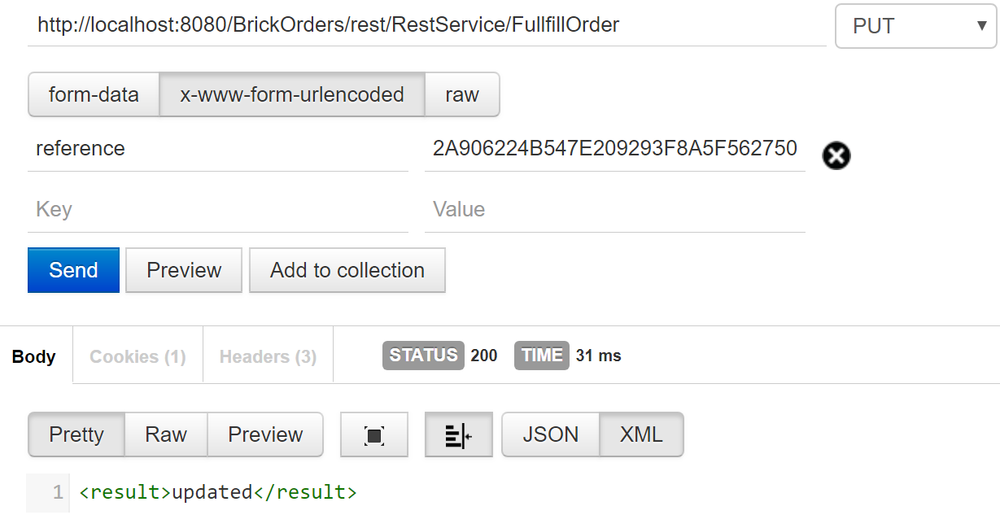 http://localhost:8080/BrickOrders/rest/RestService/FullfillOrder PUT
form-data x-www-form-urlencoded raw
reference 2A906224B547E209293F8A5F562750
Key Value
Send Preview Add to collection
Body Cookies (1) Headers (3) STATUS 200 TIME 31 ms
Pretty Raw Preview JSON XML
1 <result>updated</result>